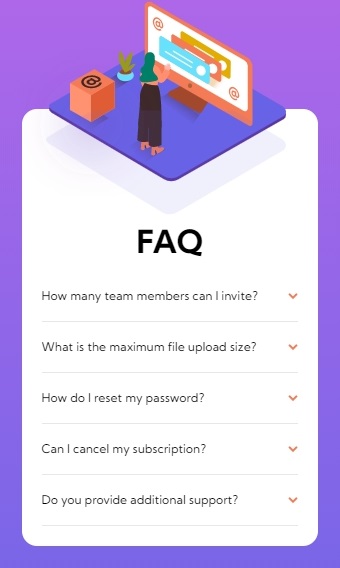 @
@
@
FAQ
How many team members can I invite?
What is the maximum file upload size?
How do I reset my password?
Can I cancel my subscription?
Do you provide additional support?